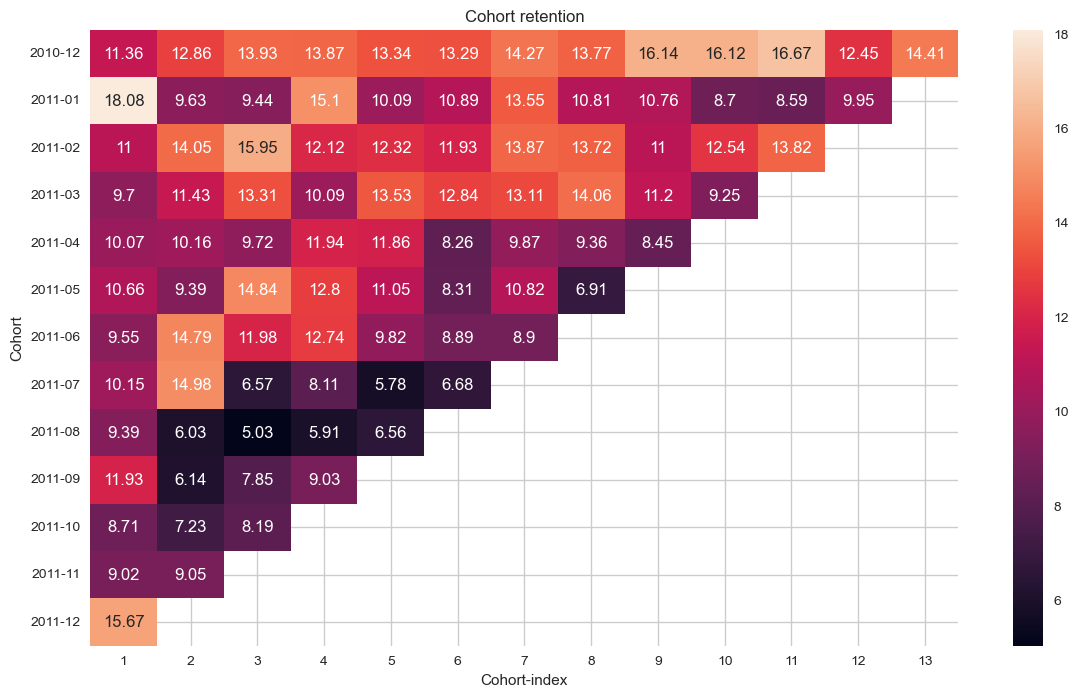 Cohort retention
2010-12 11.36 12.86 13.93 13.87 13.34 13.29 14.27 13.77 16.14 16.12 16.67 12.45 14.41
2011-01 18.08 9.63 9.44 15.1 10.09 10.89 13.55 10.81 10.76 8.7 8.59 9.95
2011-02 11 14.05 15.95 12.12 12.32 11.93 13.87 13.72 11 12.54 13.82
2011-03 9.7 11.43 13.31 10.09 13.53 12.84 13.11 14.06 11.2 9.25
2011-04 10.07 10.16 9.72 11.94 11.86 8.26 9.87 9.36 8.45
2011-05 10.66 9.39 14.84 12.8 11.05 8.31 10.82 6.91
2011-06 9.55 14.79 11.98 12.74 9.82 8.89 8.9
2011-07 10.15 14.98 6.57 8.11 5.78 6.68
2011-08 9.39 6.03 5.03 5.91 6.56
2011-09 11.93 6.14 7.85 9.03
2011-10 8.71 7.23 8.19
2011-11 9.02 9.05
2011-12 15.67
1 2 3 4 5 6 7 8 9 10 11 12 13
Cohort-index
Cohort
18
16
14
12
10
8
6